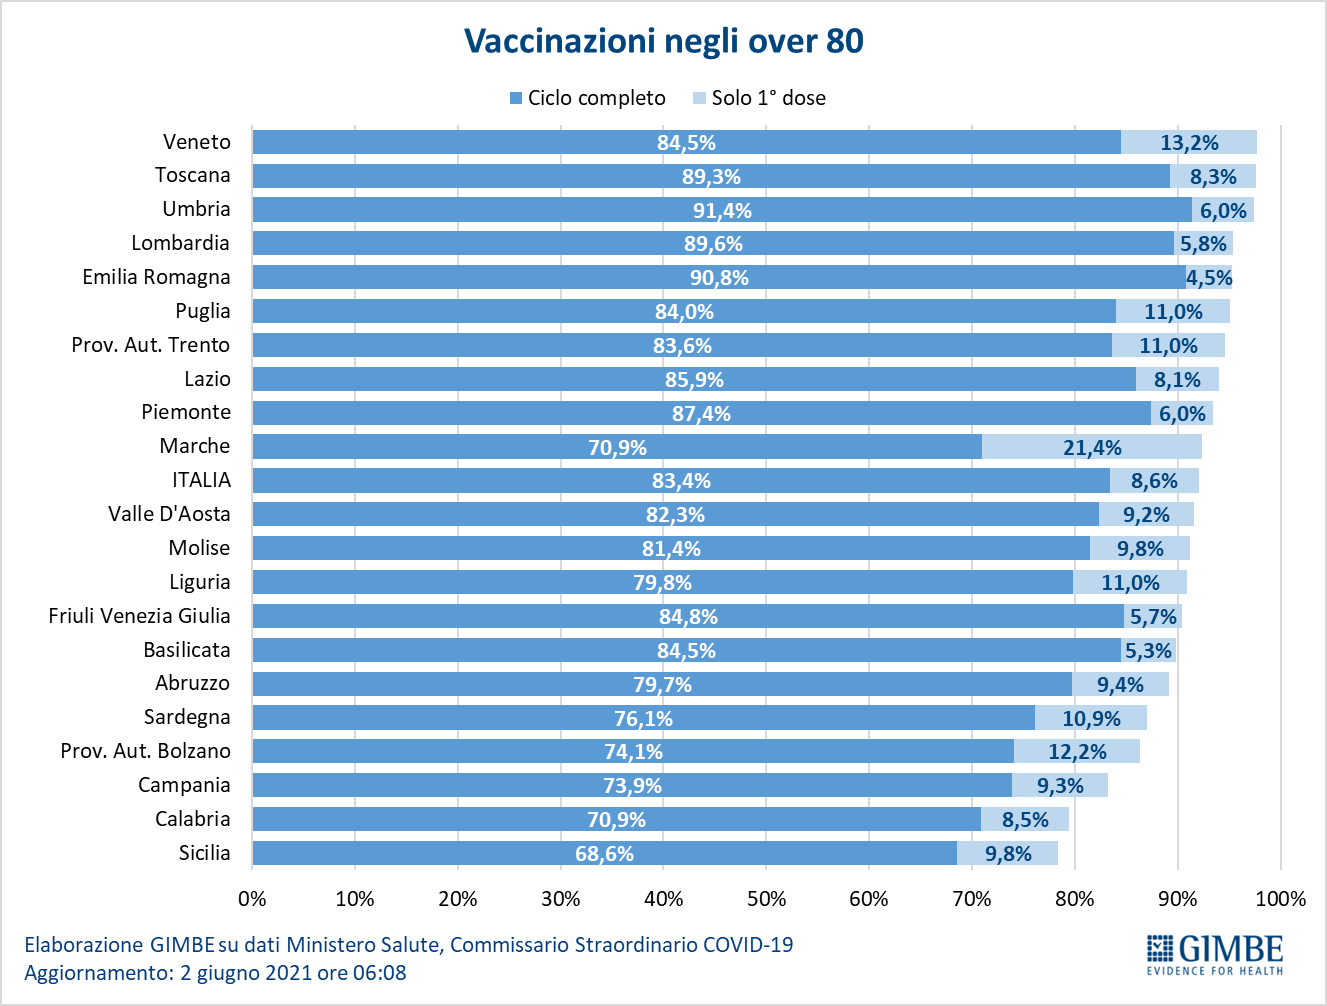 Vaccinazioni negli over 80
Ciclo completo Solo 1° dose
Veneto 84,5% 13,2%
Toscana 89,3% 8,3%
Umbria 91,4% 6,0%
Lombardia 89,6% 5,8%
Emilia Romagna 90,8% 4,5%
Puglia 84,0% 11,0%
Prov. Aut. Trento 83,6% 11,0%
Lazio 85,9% 8,1%
Piemonte 87,4% 6,0%
Marche 70,9% 21,4%
ITALIA 83,4% 8,6%
Valle D'Aosta 82,3% 9,2%
Molise 81,4% 9,8%
Liguria 79,8% 11,0%
Friuli Venezia Giulia 84,8% 5,7%
Basilicata 84,5% 5,3%
Abruzzo 79,7% 9,4%
Sardegna 76,1% 10,9%
Prov. Aut. Bolzano 74,1% 12,2%
Campania 73,9% 9,3%
Calabria 70,9% 8,5%
Sicilia 68,6% 9,8%
0% 10% 20% 30% 40% 50% 60% 70% 80% 90% 100%
Elaborazione GIMBE su dati Ministero Salute, Commissario Straordinario COVID-19
Aggiornamento: 2 giugno 2021 ore 06:08
GIMBE
EVIDENCE FOR HEALTH